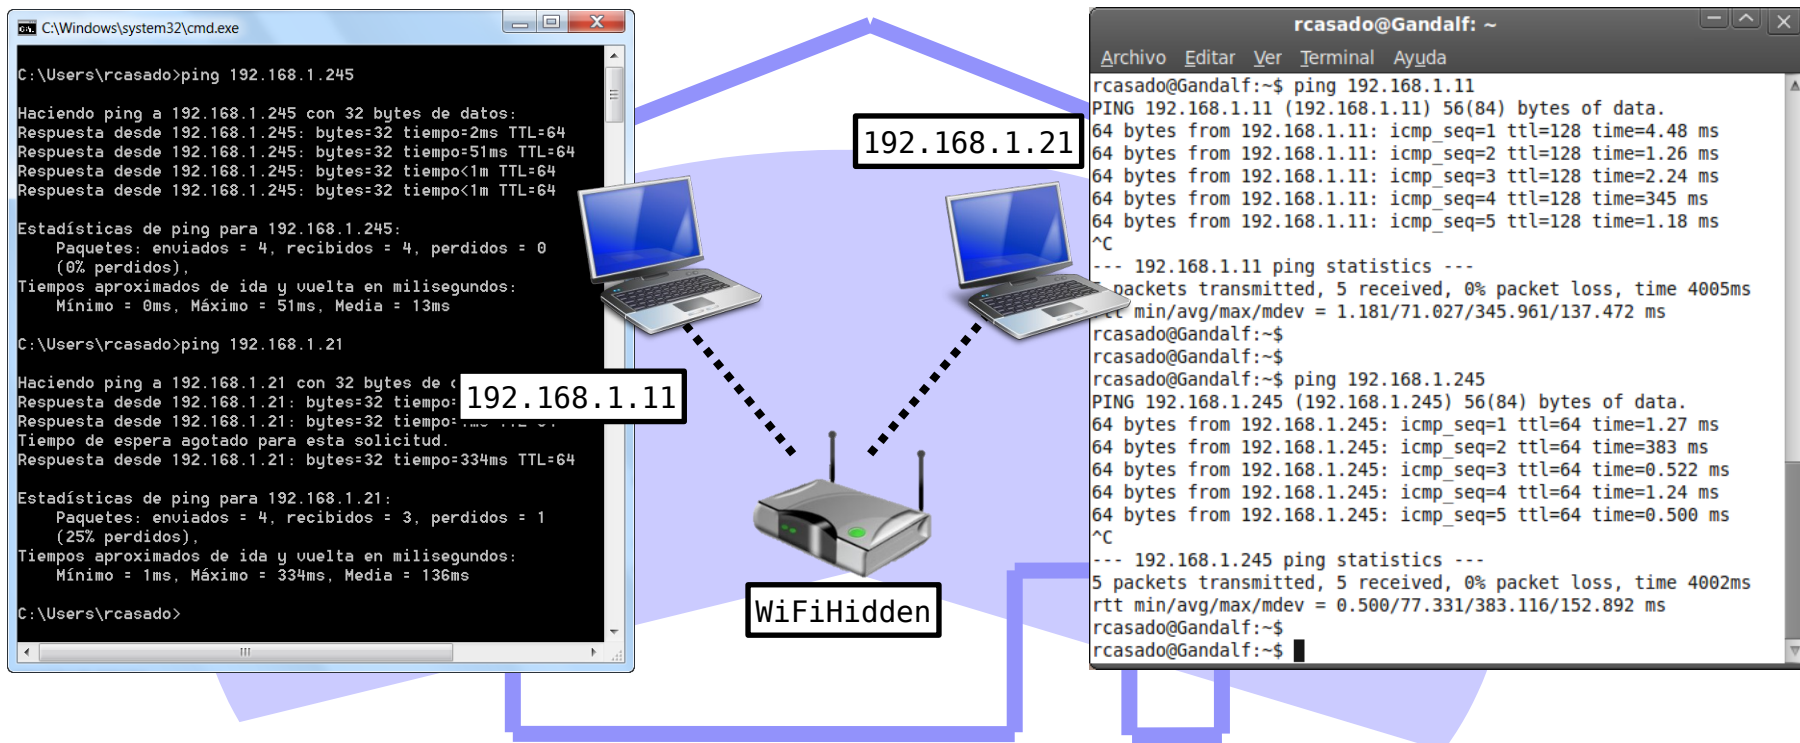 C:\Windows\system32\cmd.exe
C:\Users\rcasado>ping 192.168.1.245
Haciendo ping a 192.168.1.245 con 32 bytes de datos:
Respuesta desde 192.168.1.245: bytes=32 tiempo=2ms TTL=64
Respuesta desde 192.168.1.245: bytes=32 tiempo=51ms TTL=64
Respuesta desde 192.168.1.245: bytes=32 tiempo<1m TTL=64
Respuesta desde 192.168.1.245: bytes=32 tiempo<1m TTL=64
Estadísticas de ping para 192.168.1.245:
Paquetes: enviados = 4, recibidos = 4, perdidos = 0
(0% perdidos),
Tiempos aproximados de ida y vuelta en milisegundos:
Mínimo = 0ms, Máximo = 51ms, Media = 13ms
C:\Users\rcasado>ping 192.168.1.21
Haciendo ping a 192.168.1.21 con 32 bytes de
Respuesta desde 192.168.1.21: bytes=32 tiempo=
Respuesta desde 192.168.1.21: bytes=32
Tiempo de espera agotado para esta solicitud.
Respuesta desde 192.168.1.21: bytes=32 tiempo=334ms TTL=64
Estadísticas de ping para 192.168.1.21:
Paquetes: enviados = 4, recibidos = 3, perdidos = 1
(25% perdidos),
Tiempos aproximados de ida y vuelta en milisegundos:
Mínimo = 1ms, Máximo = 334ms, Media = 136ms
C:\Users\rcasado>
192.168.1.11
192.168.1.21
WiFiHidden
rcasado@Gandalf: ~
Archivo Editar Ver Terminal Ayuda
rcasado@Gandalf:~$ ping 192.168.1.11
PING 192.168.1.11 (192.168.1.11) 56(84) bytes of data.
64 bytes from 192.168.1.11: icmp_seq=1 ttl=128 time=4.48 ms
64 bytes from 192.168.1.11: icmp_seq=2 ttl=128 time=1.26 ms
64 bytes from 192.168.1.11: icmp_seq=3 ttl=128 time=2.24 ms
64 bytes from 192.168.1.11: icmp_seq=4 ttl=128 time=345 ms
64 bytes from 192.168.1.11: icmp_seq=5 ttl=128 time=1.18 ms
^C
--- 192.168.1.11 ping statistics ---
packets transmitted, 5 received, 0% packet loss, time 4005ms
min/avg/max/mdev = 1.181/71.027/345.961/137.472 ms
rcasado@Gandalf:~$
rcasado@Gandalf:~$
rcasado@Gandalf:~$ ping 192.168.1.245
PING 192.168.1.245 (192.168.1.245) 56(84) bytes of data.
64 bytes from 192.168.1.245: icmp_seq=1 ttl=64 time=1.27 ms
64 bytes from 192.168.1.245: icmp_seq=2 ttl=64 time=383 ms
64 bytes from 192.168.1.245: icmp_seq=3 ttl=64 time=0.522 ms
64 bytes from 192.168.1.245: icmp_seq=4 ttl=64 time=1.24 ms
64 bytes from 192.168.1.245: icmp_seq=5 ttl=64 time=0.500 ms
^C
--- 192.168.1.245 ping statistics ---
5 packets transmitted, 5 received, 0% packet loss, time 4002ms
rtt min/avg/max/mdev = 0.500/77.331/383.116/152.892 ms
rcasado@Gandalf:~$
rcasado@Gandalf:~$